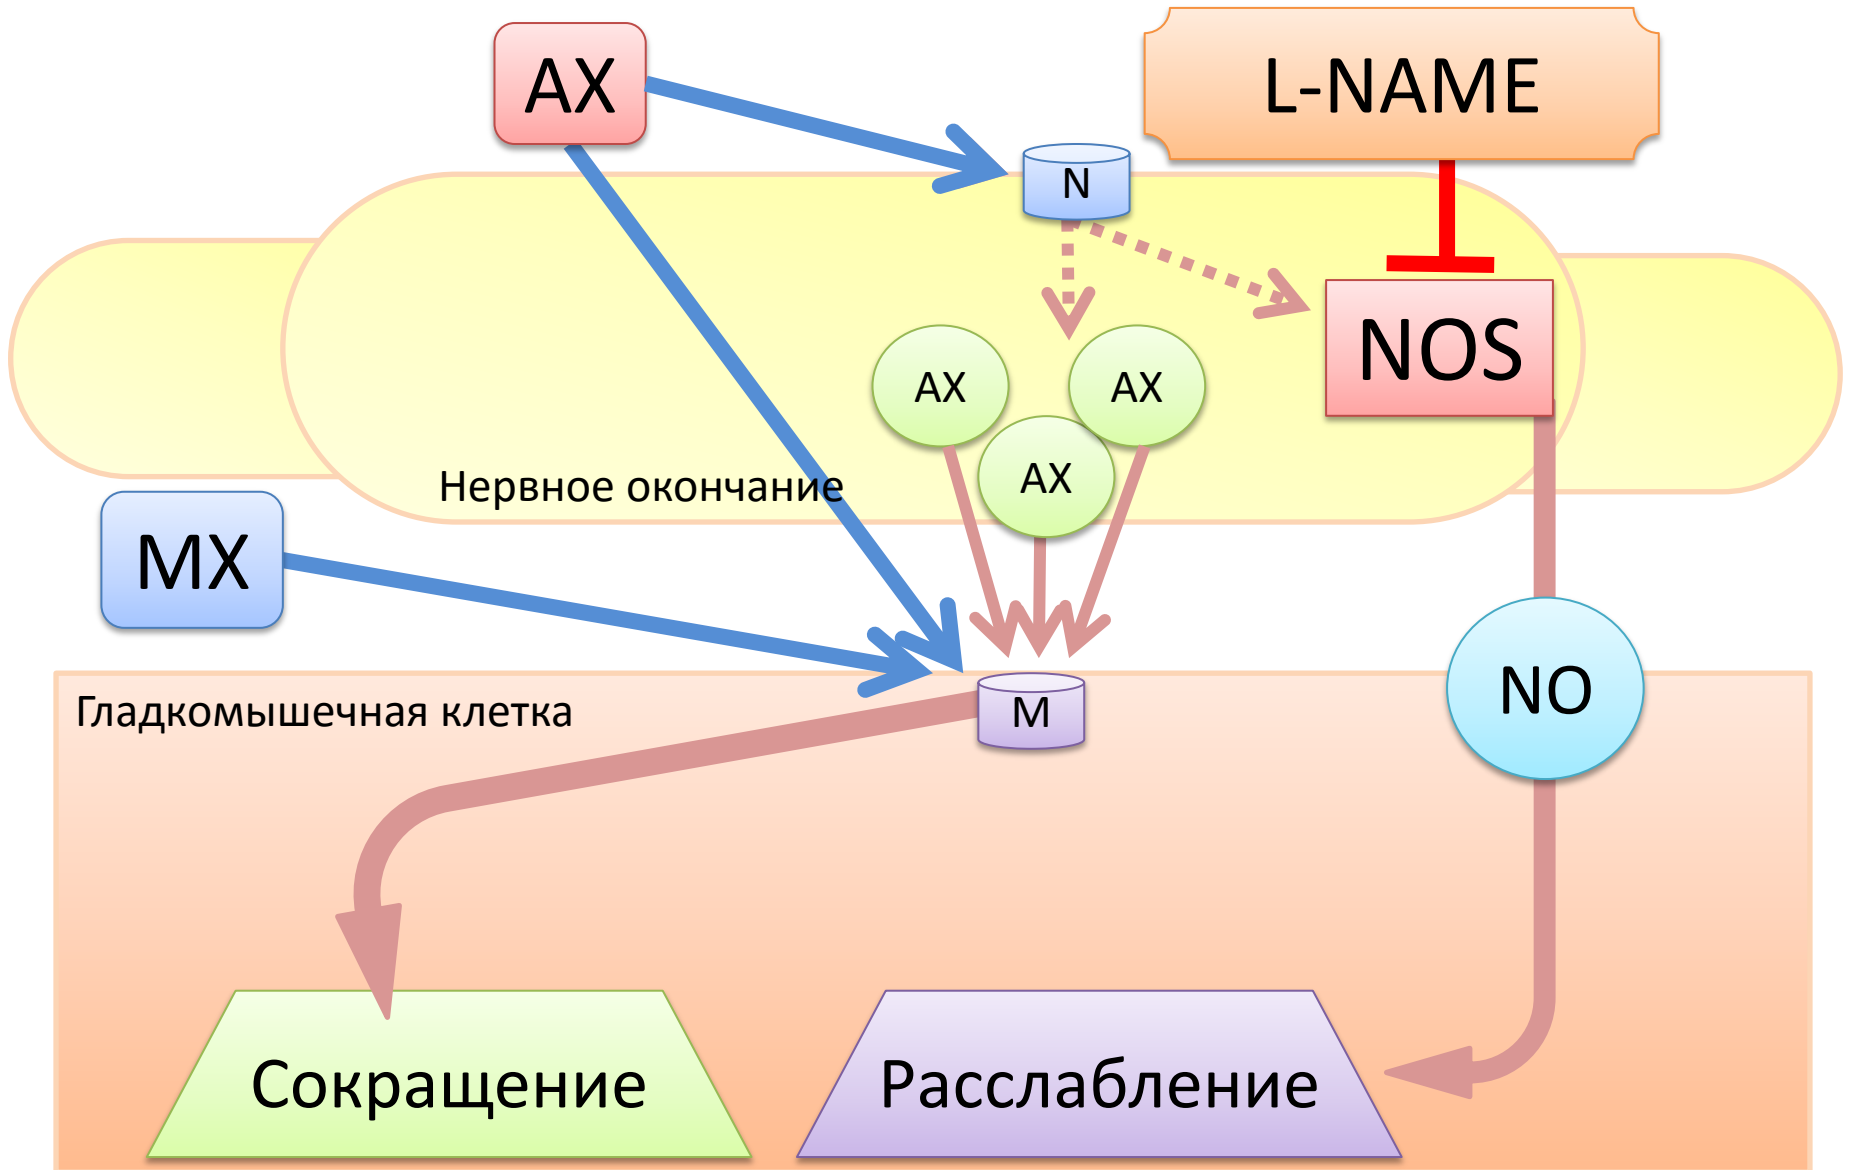 АХ
L-NAME
N
NOS
АХ
АХ
АХ
Нервное окончание
МХ
NO
Гладкомышечная клетка
М
Сокращение
Расслабление